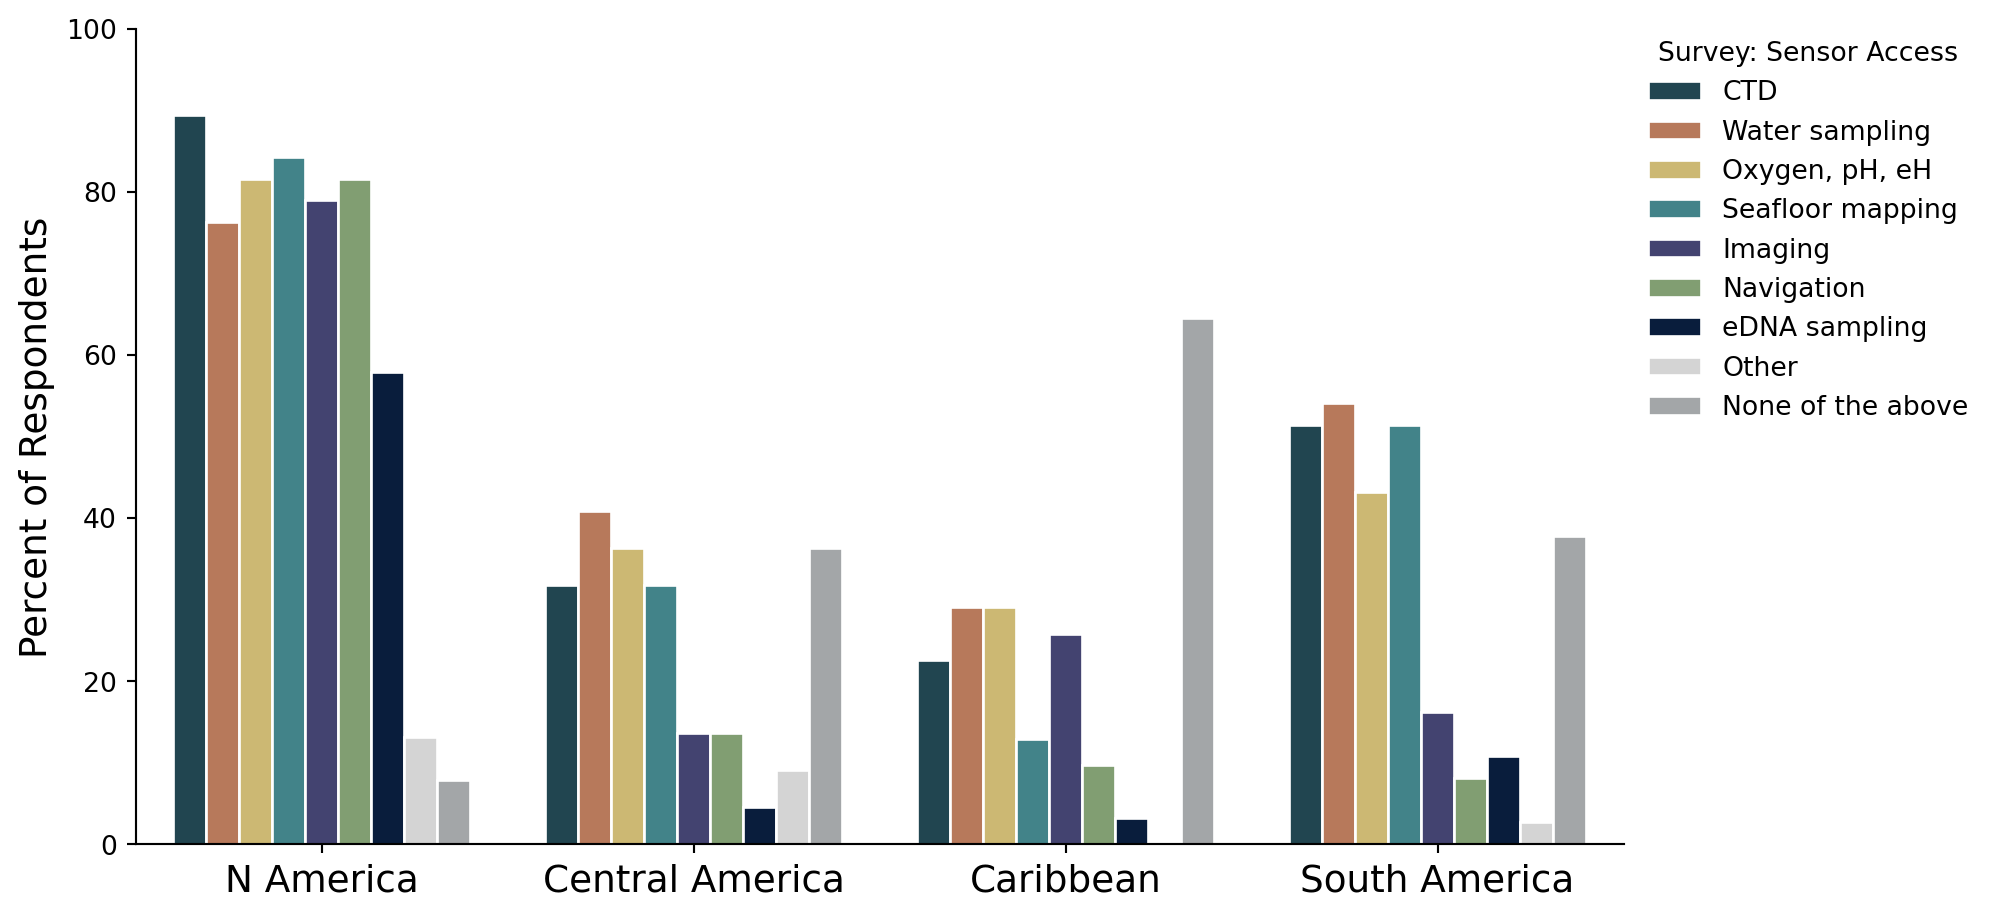 100
80
60
40
20
0
Percent of Respondents
N America
Central America
Caribbean
South America
Survey: Sensor Access
CTD
Water sampling
Oxygen, pH, eH
Seafloor mapping
Imaging
Navigation
eDNA sampling
Other
None of the above